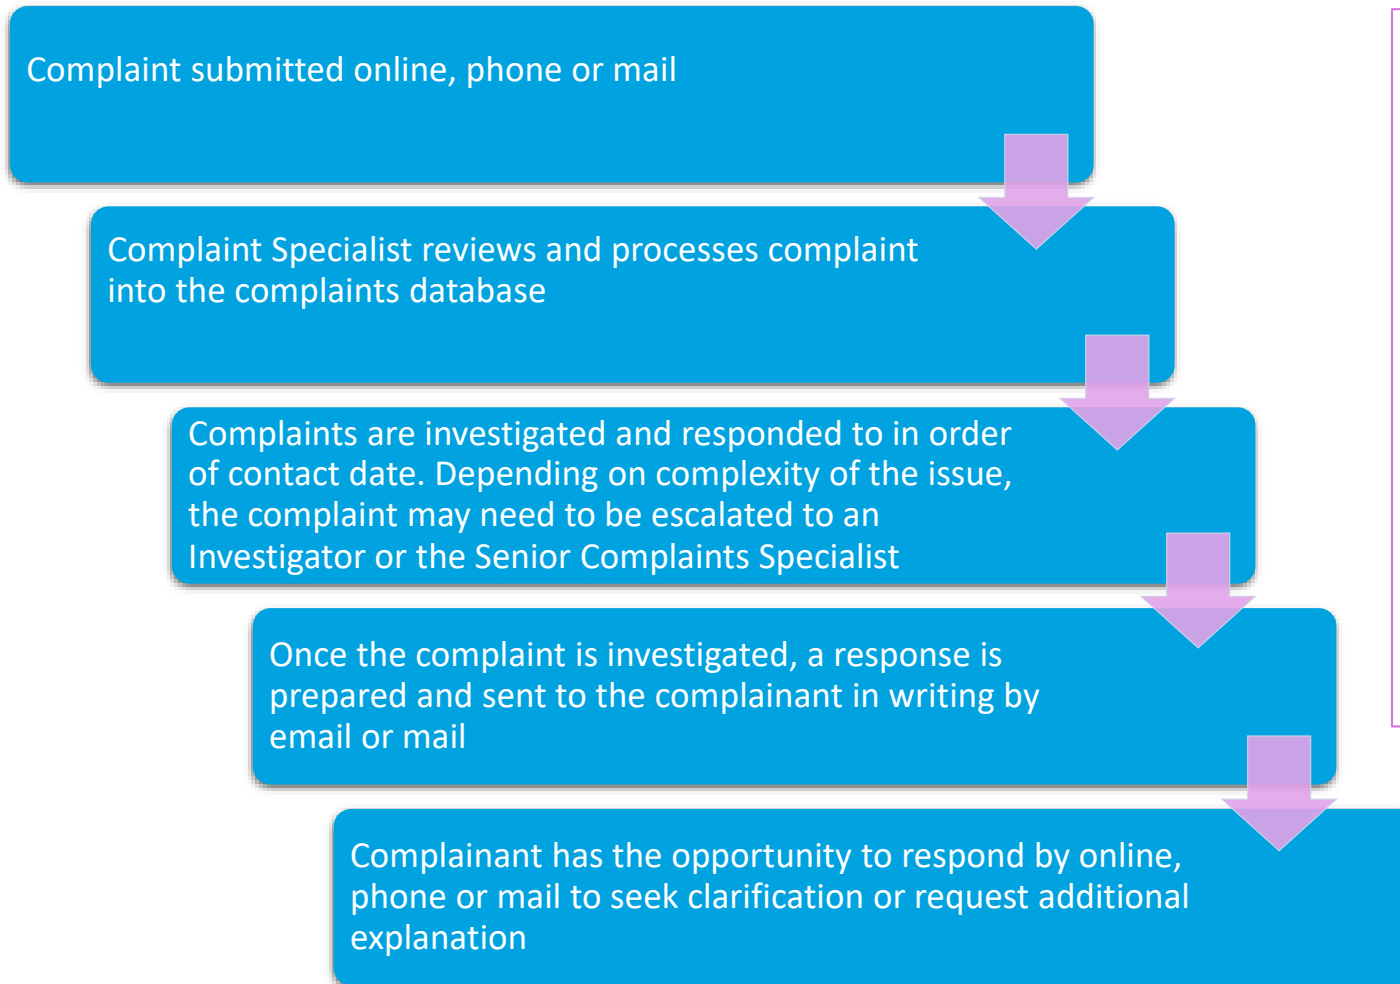 Complaint submitted online, phone or mail
Complaint Specialist reviews and processes complaint
into the complaints database
Complaints are investigated and responded to in order
of contact date. Depending on complexity of the issue,
the complaint may need to be escalated to an
Investigator or the Senior Complaints Specialist
Once the complaint is investigated, a response is
prepared and sent to the complainant in writing by
email or mail
Complainant has the opportunity to respond by online,
phone or mail to seek clarification or request additional
explanation